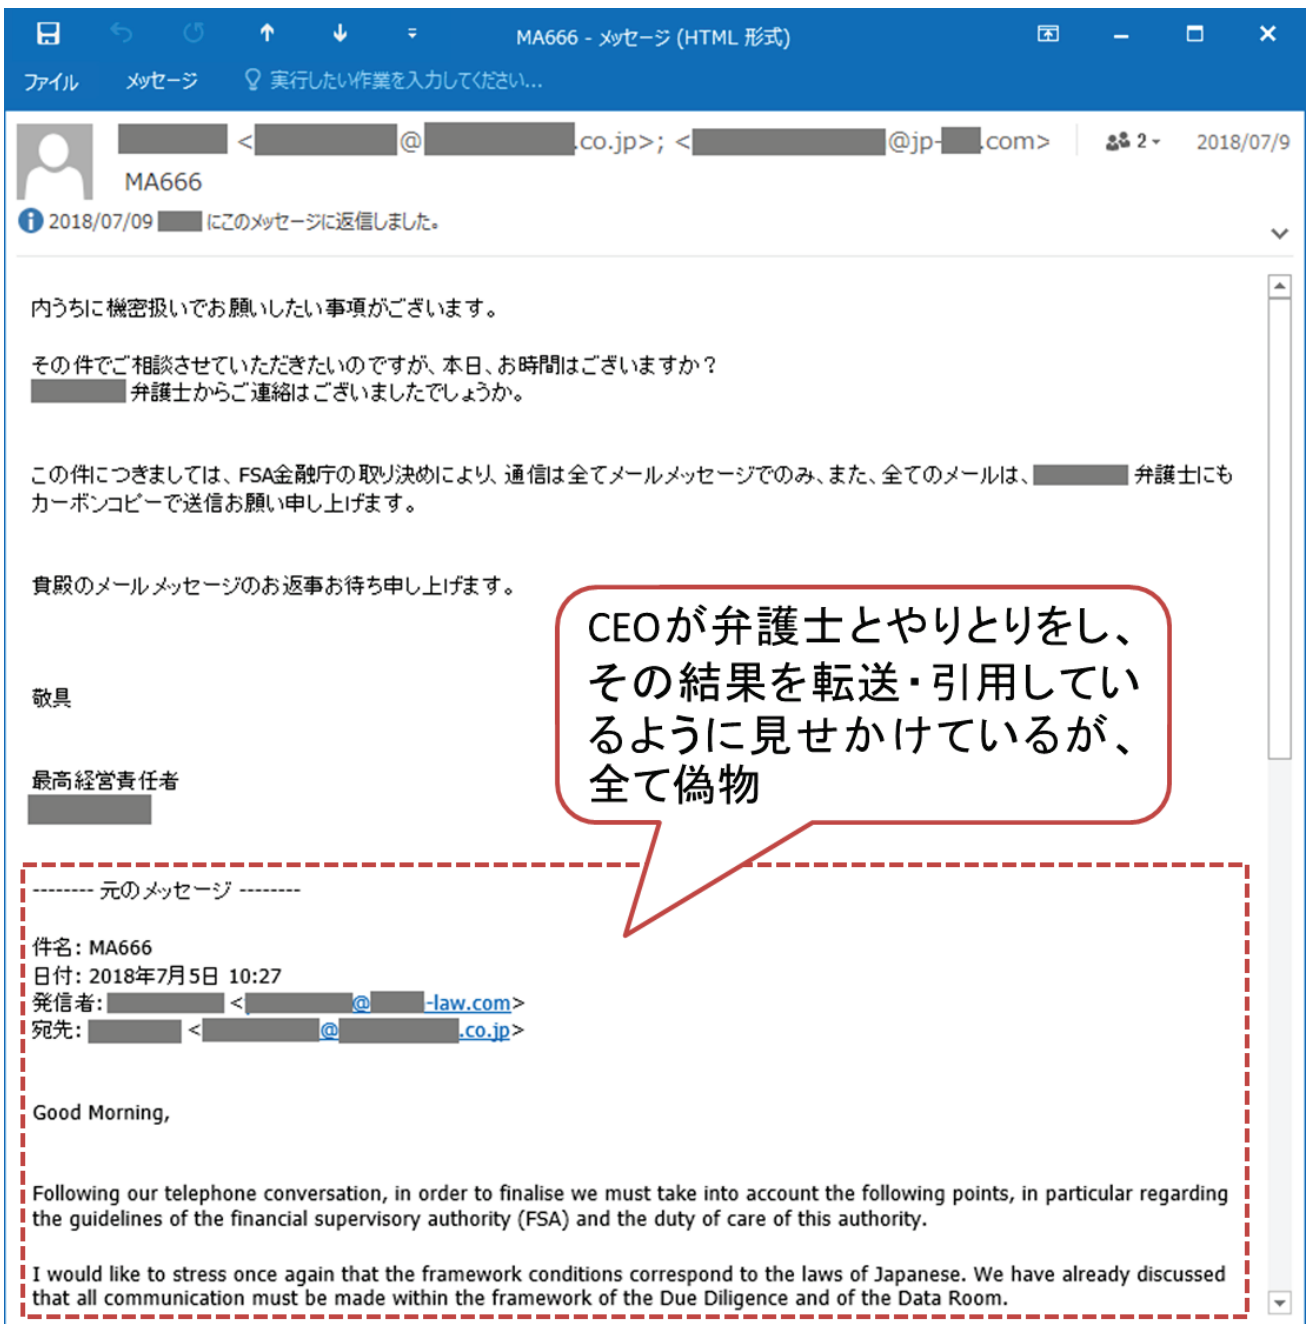 MA666 - メッセージ (HTML 形式)
ファイル メッセージ 実行したい作業を入力してください...
< @ .co.jp>; < @jp- .com> 2 2018/07/9
MA666
2018/07/09 にこのメッセージに返信しました。
内うちに機密扱いでお願いしたい事項がございます。
その件でご相談させていただきたいのですが、本日、お時間はございますか?
弁護士からご連絡はございましたでしょうか。
この件につきましては、FSA金融庁の取り決めにより、通信は全てメールメッセージでのみ、また、全てのメールは、 弁護士にも
カーボンコピーで送信お願い申し上げます。
貴殿のメールメッセージのお返事お待ち申し上げます。
CEOが弁護士とやりとりをし、
その結果を転送・引用してい
るように見せかけているが、
全て偽物
敬具
最高経営責任者
-------- 元のメッセージ --------
件名: MA666
日付: 2018年7月5日 10:27
発信者: < @ -law.com>
宛先: < @ .co.jp>
Good Morning,
Following our telephone conversation, in order to finalise we must take into account the following points, in particular regarding
the guidelines of the financial supervisory authority (FSA) and the duty of care of this authority.
I would like to stress once again that the framework conditions correspond to the laws of Japanese. We have already discussed
that all communication must be made within the framework of the Due Diligence and of the Data Room.